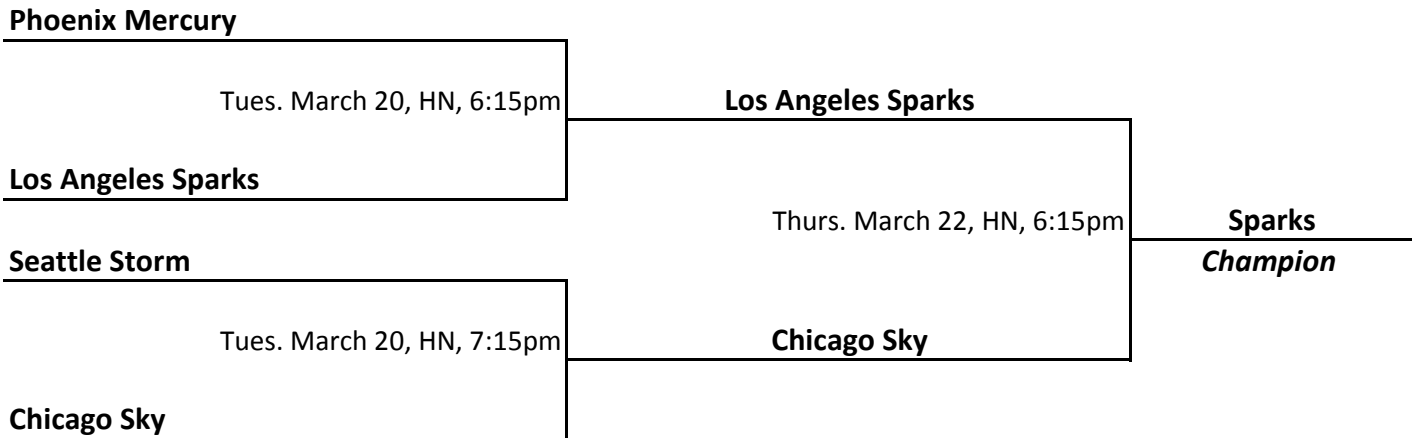 Phoenix Mercury
Tues. March 20, HN, 6:15pm
Los Angeles Sparks
Los Angeles Sparks
Thurs. March 22, HN, 6:15pm
Sparks
Seattle Storm
Champion
Tues. March 20, HN, 7:15pm
Chicago Sky
Chicago Sky